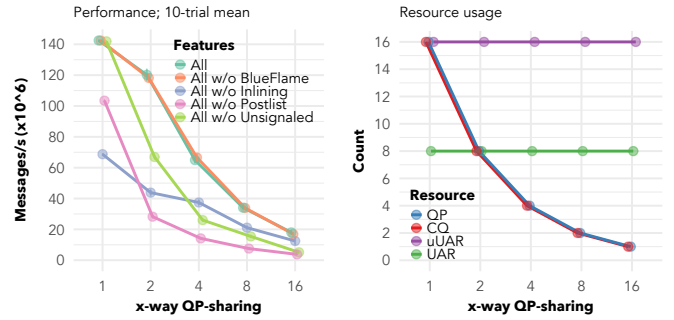 Performance; 10-trial mean
Messages/s (x10^6)
140
120
100
80
60
40
20
0
Features
All
All w/o BlueFlame
All w/o Inlining
All w/o Postlist
All w/o Unsignaled
1 2 4 8 16
x-way QP-sharing
Resource usage
Count
16
14
12
10
8
6
4
2
0
Resource
QP
CQ
uUAR
UAR
1 2 4 8 16
x-way QP-sharing